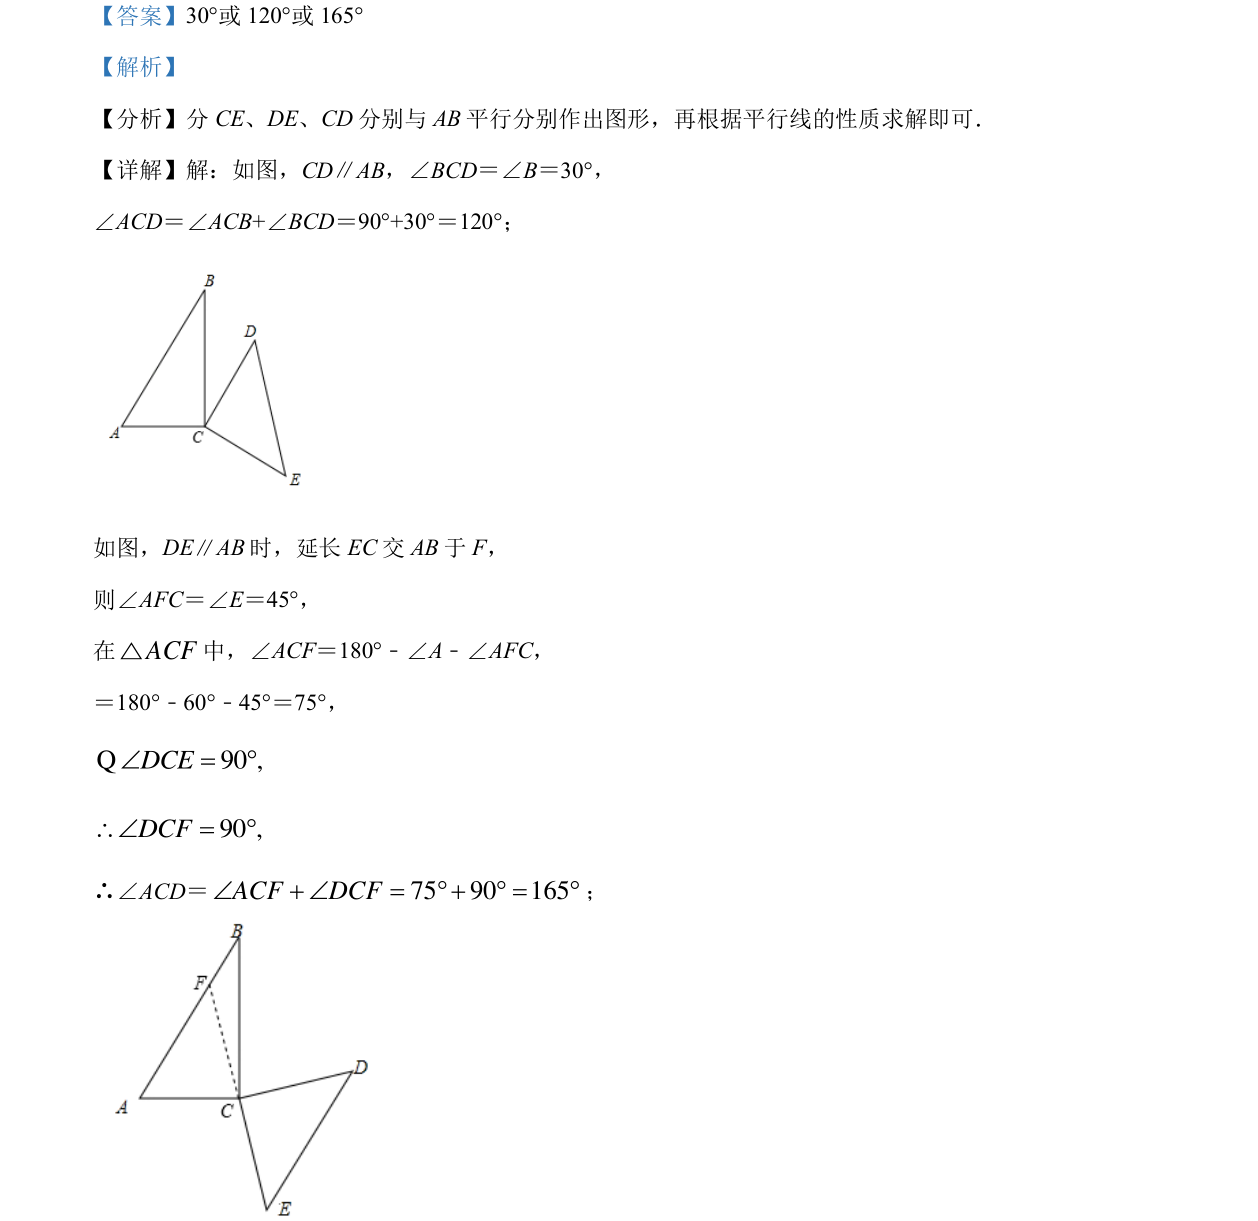 【答案】30°或 120°或 165°
【解析】
【分析】分 CE、DE、CD 分别与 AB 平行分别作出图形，再根据平行线的性质求解即可．
【详解】解：如图，CD∥AB，∠BCD＝∠B＝30°，
∠ACD＝∠ACB+∠BCD＝90°+30°＝120°；
B
D
A
C
E
如图，DE∥AB 时，延长 EC 交 AB 于 F，
则∠AFC＝∠E＝45°，
在△ACF 中，∠ACF＝180°﹣∠A﹣∠AFC，
＝180°﹣60°﹣45°＝75°，
Q∠DCE＝90°,
∴∠DCF＝90°,
∴∠ACD＝∠ACF＋∠DCF＝75°＋90°＝165°；
B
F
D
A
C
E